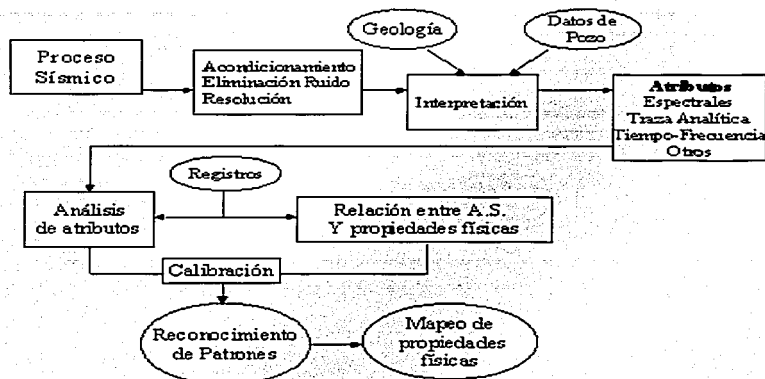 Geología
Datos de
Pozo
Proceso
Sísmico
Acondicionamiento
Eliminación Ruido
Resolución
Interpretación
Atributos
Espectrales
Traza Analítica
Tiempo-Frecuencia
Otros
Registros
Análisis
de atributos
Relación entre A.S.
Y propiedades físicas
Calibración
Reconocimiento
de Patrones
Mapeo de
propiedades
físicas